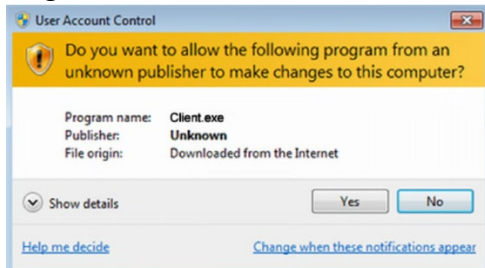 User Account Control
Do you want to allow the following program from an
unknown publisher to make changes to this computer?
Program name: Client.exe
Publisher: Unknown
File origin: Downloaded from the Internet
Show details Yes No
Help me decide Change when these notifications appear